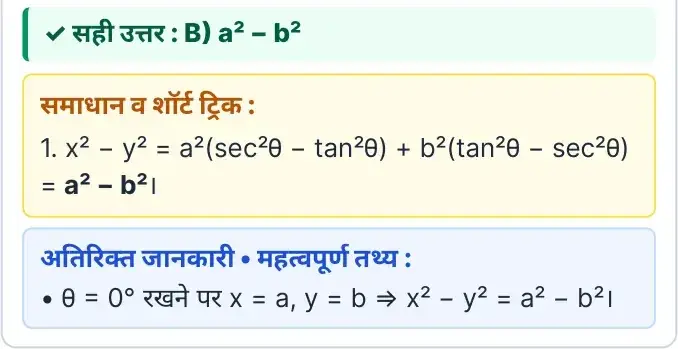 ✓ सही उत्तर : B) a² – b²
समाधान व शॉर्ट ट्रिक :
1. x² – y² = a²(sec²θ – tan²θ) + b²(tan²θ – sec²θ)
= a² – b²।
अतिरिक्त जानकारी • महत्वपूर्ण तथ्य :
• θ = 0° रखने पर x = a, y = b ⇒ x² – y² = a² – b²।